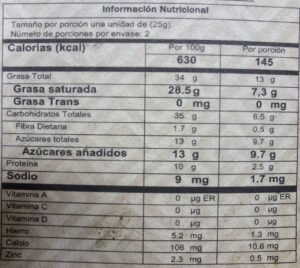 Información Nutricional
Tamaño por porción una unidad de (25g)
Número de porciones por envase: 2
Calorías (kcal) Por 100g Por porción
630 145
Grasa Total 34 g 13 g
Grasa saturada 28.5 g 7,3 g
Grasa Trans 0 mg 0 mg
Carbohidratos Totales 35 g 8.5 g
Fibra Dietaria 1.7 g 0.5 g
Azúcares totales 13 g 9.7 g
Azúcares añadidos 13 g 9.7 g
Proteína 10 g 2.5 g
Sodio 9 mg 1.7 mg
Vitamina A 0 µg ER 0 µg ER
Vitamina C 0 mg 0 mg
Vitamina D 0 µg 0 µg
Hierro 5.2 mg 1.3 mg
Calcio 106 mg 10.6 mg
Zinc 2.3 mg 0.5 mg